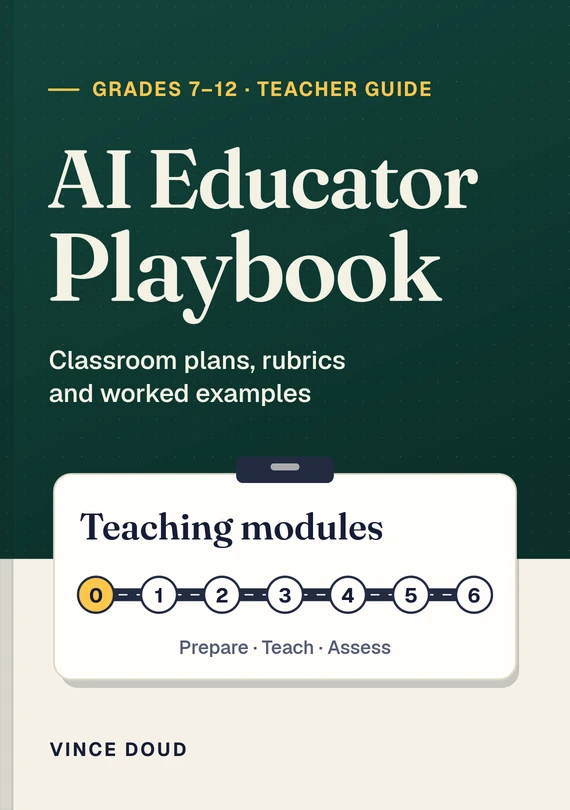 GRADES 7–12 · TEACHER GUIDE
AI Educator
Playbook
Classroom plans, rubrics
and worked examples
Teaching modules
0 1 2 3 4 5 6
Prepare · Teach · Assess
VINCE DOUD